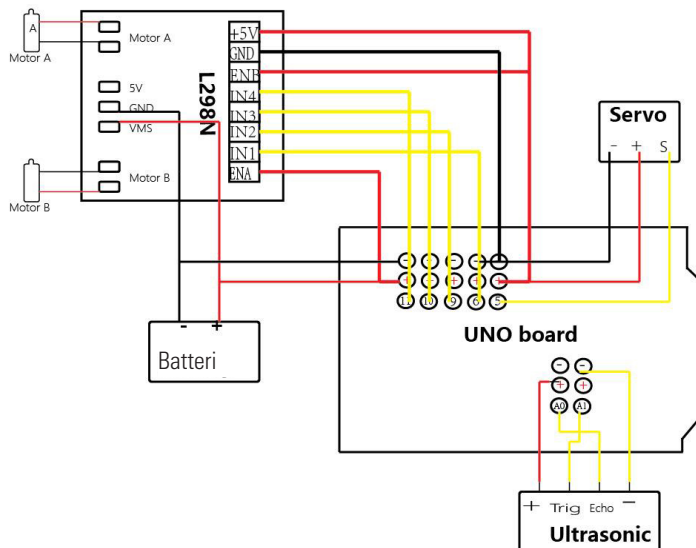 A
Motor A
Motor A
5V
GND
VMS
Motor B
Motor B
L298N
+5V
GND
ENB
IN4
IN3
IN2
IN1
ENA
Servo
- + S
- - - - -
+ + + + +
11 10 9 6 5
UNO board
- +
Batteri
- -
+ +
A0 A1
+ Trig Echo -
Ultrasonic